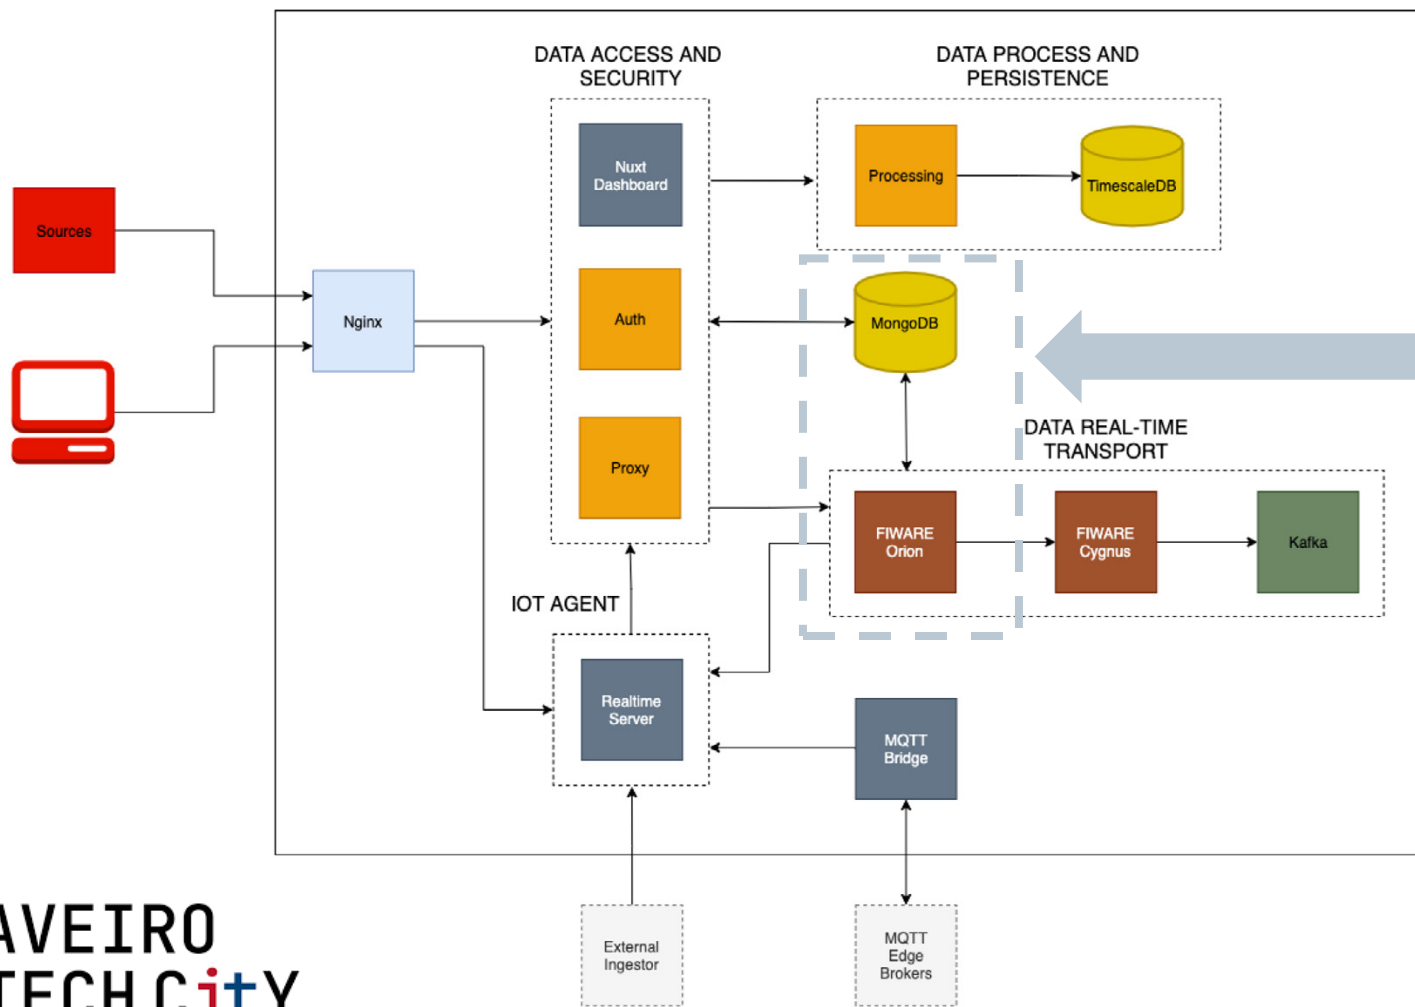 DATA ACCESS AND
SECURITY
DATA PROCESS AND
PERSISTENCE
Nuxt
Dashboard
Processing
TimescaleDB
Sources
Nginx
Auth
MongoDB
DATA REAL-TIME
TRANSPORT
Proxy
FIWARE
Orion
FIWARE
Cygnus
Kafka
IOT AGENT
Realtime
Server
MQTT
Bridge
External
Ingestor
MQTT
Edge
Brokers
AVEIRO
TECH CitY